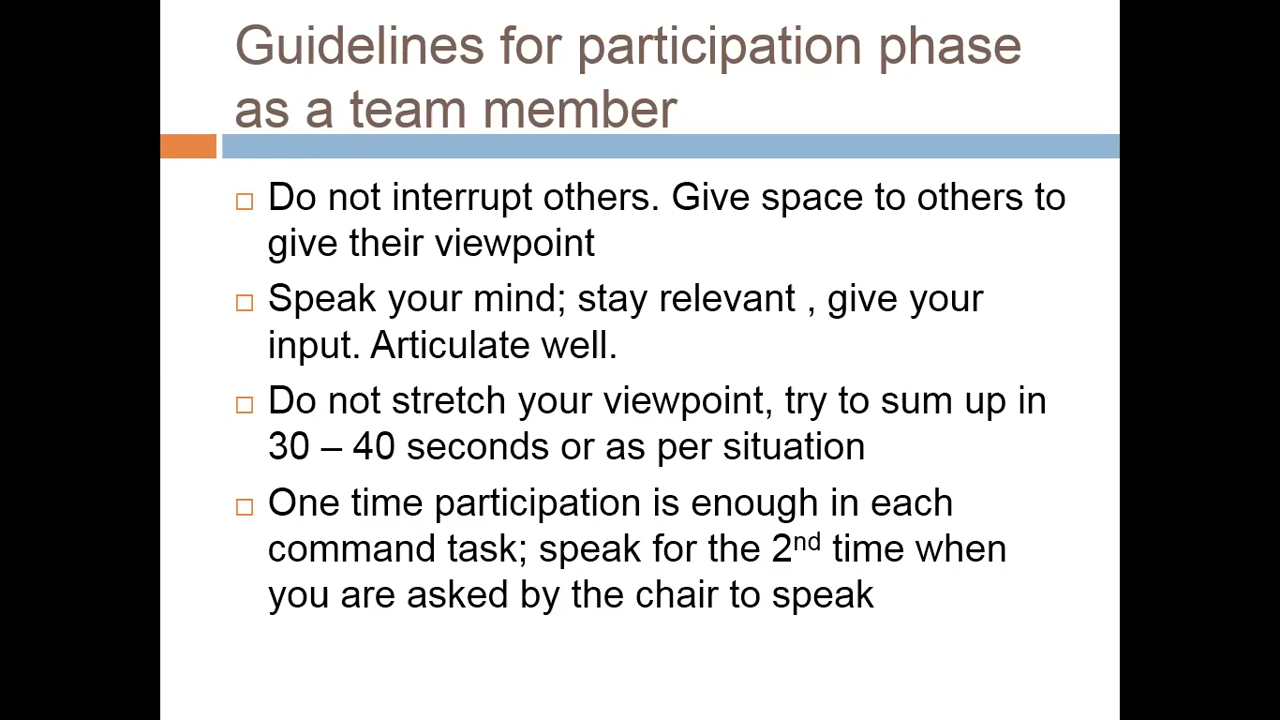 Guidelines for participation phase
as a team member
Do not interrupt others. Give space to others to
give their viewpoint
Speak your mind; stay relevant , give your
input. Articulate well.
Do not stretch your viewpoint, try to sum up in
30 – 40 seconds or as per situation
One time participation is enough in each
command task; speak for the 2nd time when
you are asked by the chair to speak